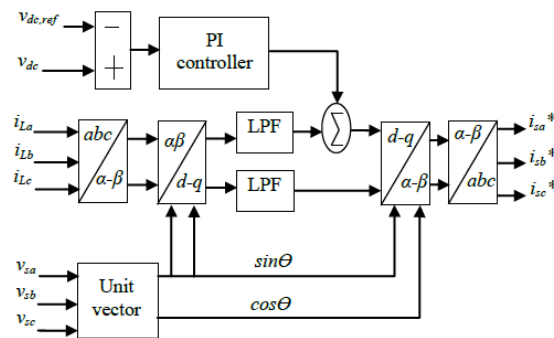 v_dc,ref
−
PI
controller
v_dc
+
i_La
i_Lb
i_Lc
abc
α-β
αβ
d-q
LPF
LPF
Σ
d-q
α-β
α-β
abc
i_sa*
i_sb*
i_sc*
v_sa
v_sb
v_sc
Unit
vector
sinΘ
cosΘ